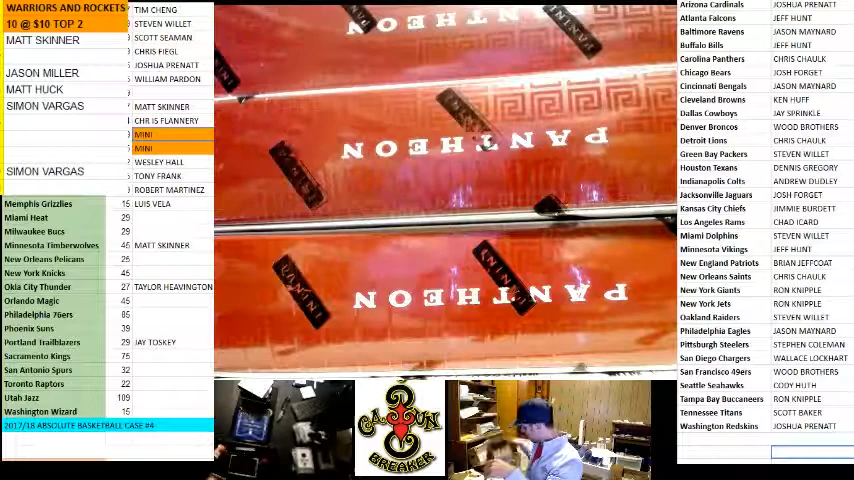 WARRIORS AND ROCKETS
10 @ $10 TOP 2
MATT SKINNER
JASON MILLER
MATT HUCK
SIMON VARGAS
SIMON VARGAS
TIM CHENG
STEVEN WILLET
SCOTT SEAMAN
CHRIS FIEGL
JOSHUA PRENATT
WILLIAM PARDON
MATT SKINNER
CHR IS FLANNERY
MINI
MINI
WESLEY HALL
TONY FRANK
ROBERT MARTINEZ
Memphis Grizzlies 15 LUIS VELA
Miami Heat 29
Milwaukee Bucs 29
Minnesota Timberwolves 45 MATT SKINNER
New Orleans Pelicans 25
New York Knicks 45
Okla City Thunder 27 TAYLOR HEAVINGTON
Orlando Magic 45
Philadelphia 76ers 65
Phoenix Suns 39
Portland Trailblazers 29 JAY TOSKEY
Sacramento Kings 75
San Antonio Spurs 32
Toronto Raptors 22
Utah Jazz 109
Washington Wizard 15
2017/18 ABSOLUTE BASKETBALL CASE #4
PANTHEON
PANINI
PANTHEON
PANINI
PANINI
PANTHEON
CAJUN
BREAKER
Arizona Cardinals JOSHUA PRENATT
Atlanta Falcons JEFF HUNT
Baltimore Ravens JASON MAYNARD
Buffalo Bills JEFF HUNT
Carolina Panthers CHRIS CHAULK
Chicago Bears JOSH FORGET
Cincinnati Bengals JASON MAYNARD
Cleveland Browns KEN HUFF
Dallas Cowboys JAY SPRINKLE
Denver Broncos WOOD BROTHERS
Detroit Lions CHRIS CHAULK
Green Bay Packers STEVEN WILLET
Houston Texans DENNIS GREGORY
Indianapolis Colts ANDREW DUDLEY
Jacksonville Jaguars JOSH FORGET
Kansas City Chiefs JIMMIE BURDETT
Los Angeles Rams CHAD ICARD
Miami Dolphins STEVEN WILLET
Minnesota Vikings JEFF HUNT
New England Patriots BRIAN JEFFCOAT
New Orleans Saints CHRIS CHAULK
New York Giants RON KNIPPLE
New York Jets RON KNIPPLE
Oakland Raiders STEVEN WILLET
Philadelphia Eagles JASON MAYNARD
Pittsburgh Steelers STEPHEN COLEMAN
San Diego Chargers WALLACE LOCKHART
San Francisco 49ers WOOD BROTHERS
Seattle Seahawks CODY HUTH
Tampa Bay Buccaneers RON KNIPPLE
Tennessee Titans SCOTT BAKER
Washington Redskins JOSHUA PRENATT